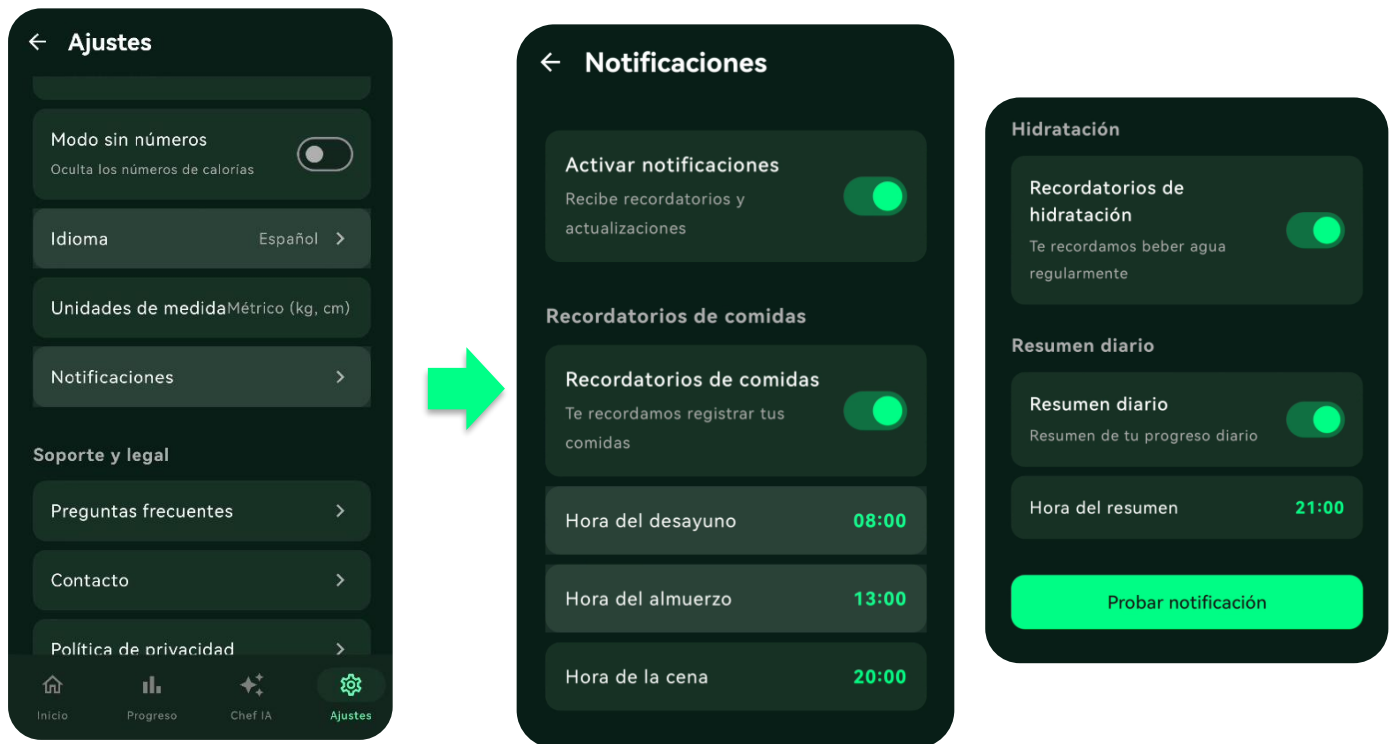 Ajustes
Modo sin números
Oculta los números de calorías
Idioma
Español
Unidades de medida
Métrico (kg, cm)
Notificaciones
Soporte y legal
Preguntas frecuentes
Contacto
Política de privacidad
Inicio
Progreso
Chef IA
Ajustes
Notificaciones
Activar notificaciones
Recibe recordatorios y
actualizaciones
Recordatorios de comidas
Recordatorios de comidas
Te recordamos registrar tus
comidas
Hora del desayuno
08:00
Hora del almuerzo
13:00
Hora de la cena
20:00
Hidratación
Recordatorios de
hidratación
Te recordamos beber agua
regularmente
Resumen diario
Resumen diario
Resumen de tu progreso diario
Hora del resumen
21:00
Probar notificación